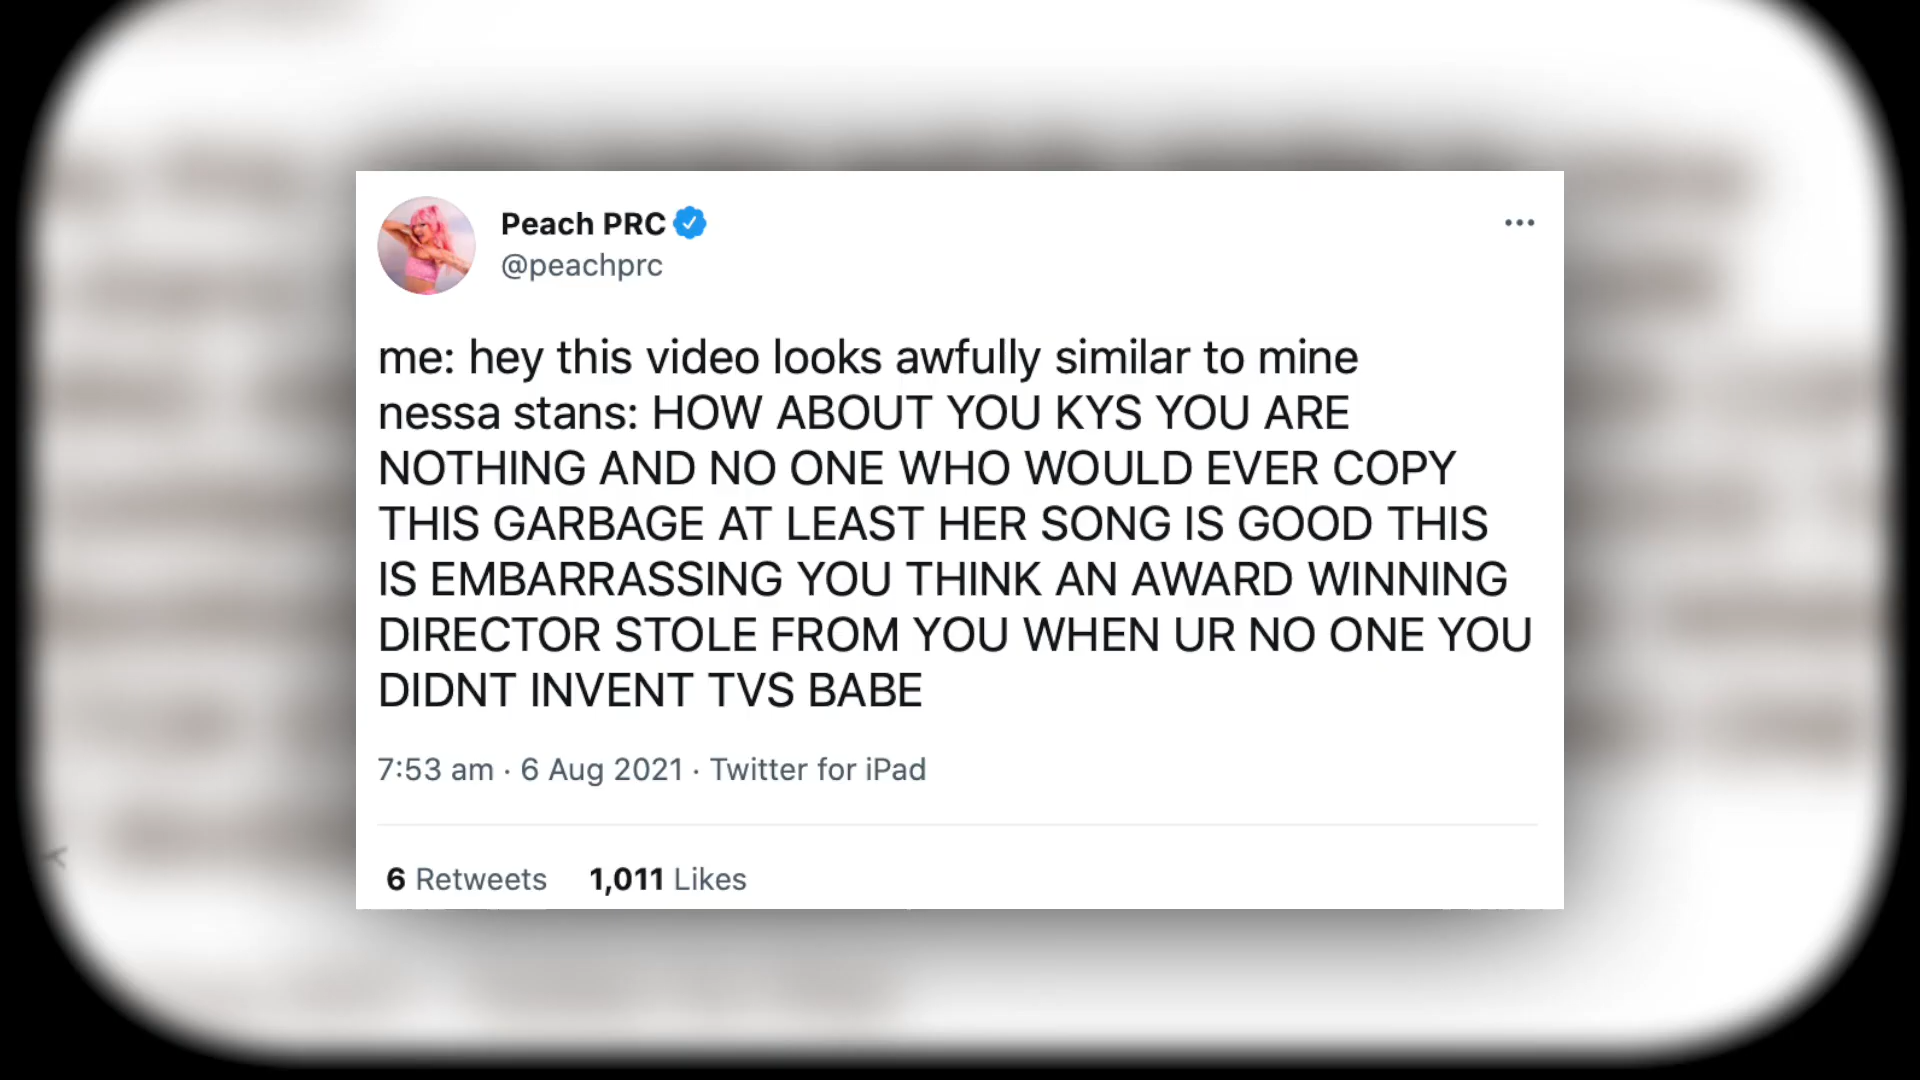 Peach PRC
@peachprc
me: hey this video looks awfully similar to mine
nessa stans: HOW ABOUT YOU KYS YOU ARE
NOTHING AND NO ONE WHO WOULD EVER COPY
THIS GARBAGE AT LEAST HER SONG IS GOOD THIS
IS EMBARRASSING YOU THINK AN AWARD WINNING
DIRECTOR STOLE FROM YOU WHEN UR NO ONE YOU
DIDNT INVENT TVS BABE
7:53 am · 6 Aug 2021 · Twitter for iPad
6 Retweets 1,011 Likes